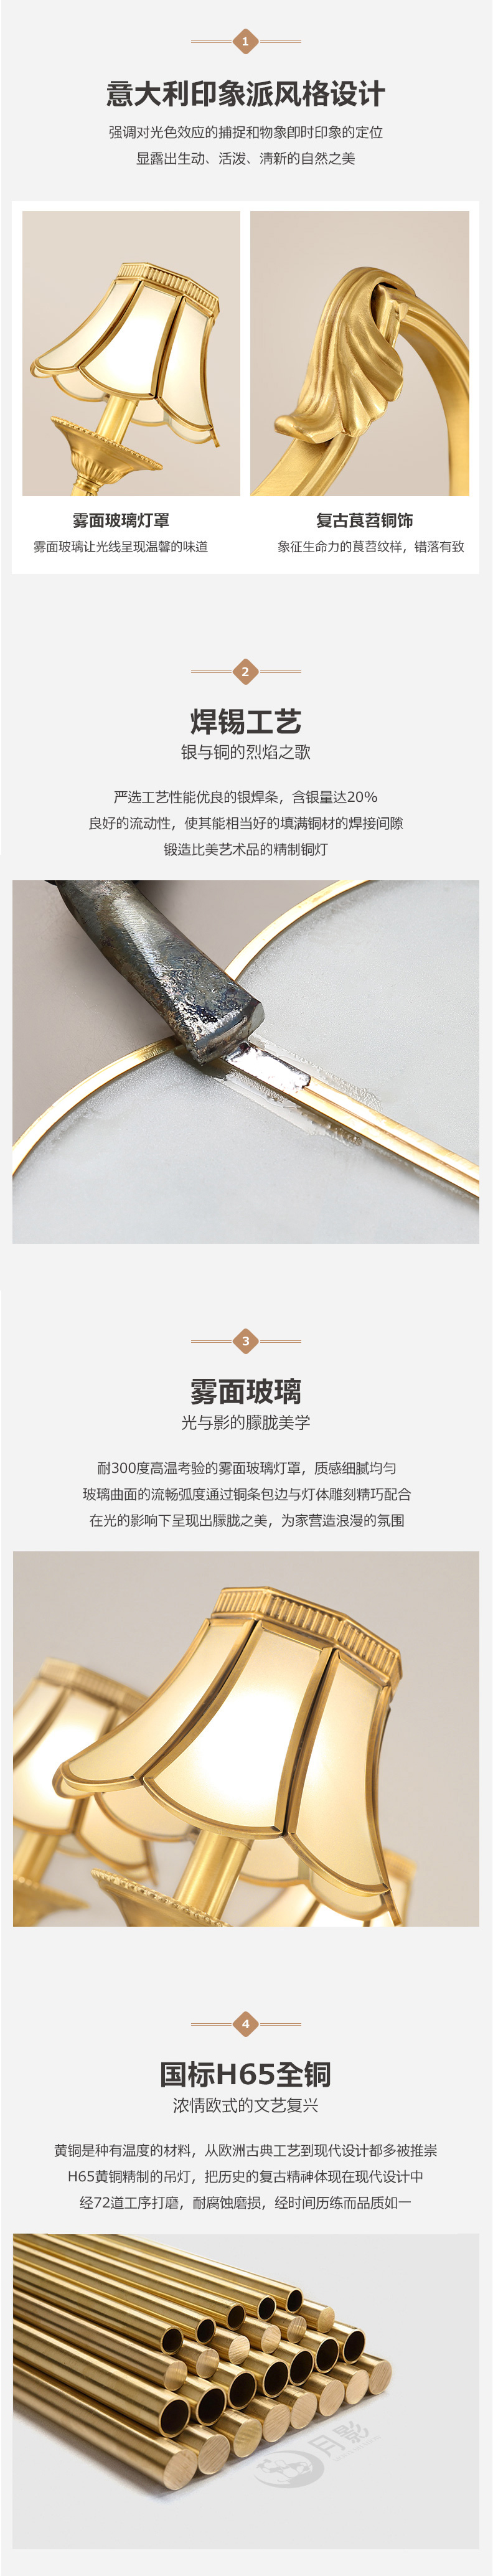 1
意大利印象派风格设计
强调对光色效应的捕捉和物象即时印象的定位
显露出生动、活泼、清新的自然之美
雾面玻璃灯罩
雾面玻璃让光线呈现温馨的味道
复古莨苕铜饰
象征生命力的莨苕纹样，错落有致
2
焊锡工艺
银与铜的烈焰之歌
严选工艺性能优良的银焊条，含银量达20%
良好的流动性，使其能相当好的填满铜材的焊接间隙
锻造比美艺术品的精制铜灯
3
雾面玻璃
光与影的朦胧美学
耐300度高温考验的雾面玻璃灯罩，质感细腻均匀
玻璃曲面的流畅弧度通过铜条包边与灯体雕刻精巧配合
在光的影响下呈现出朦胧之美，为家营造浪漫的氛围
4
国标H65全铜
浓情欧式的文艺复兴
黄铜是种有温度的材料，从欧洲古典工艺到现代设计都多被推崇
H65黄铜精制的吊灯，把历史的复古精神体现在现代设计中
经72道工序打磨，耐腐蚀磨损，经时间历练而品质如一
月影